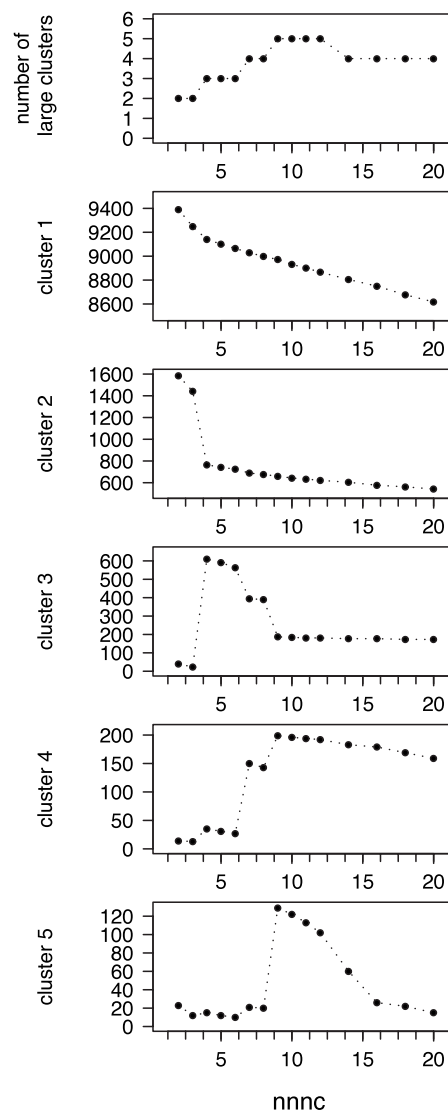 number of
large clusters
6
5
4
3
2
1
0
5 10 15 20
cluster 1
9400
9200
9000
8800
8600
5 10 15 20
cluster 2
1600
1400
1200
1000
800
600
5 10 15 20
cluster 3
600
500
400
300
200
100
0
5 10 15 20
cluster 4
200
150
100
50
0
5 10 15 20
cluster 5
120
100
80
60
40
20
0
5 10 15 20
nnnc